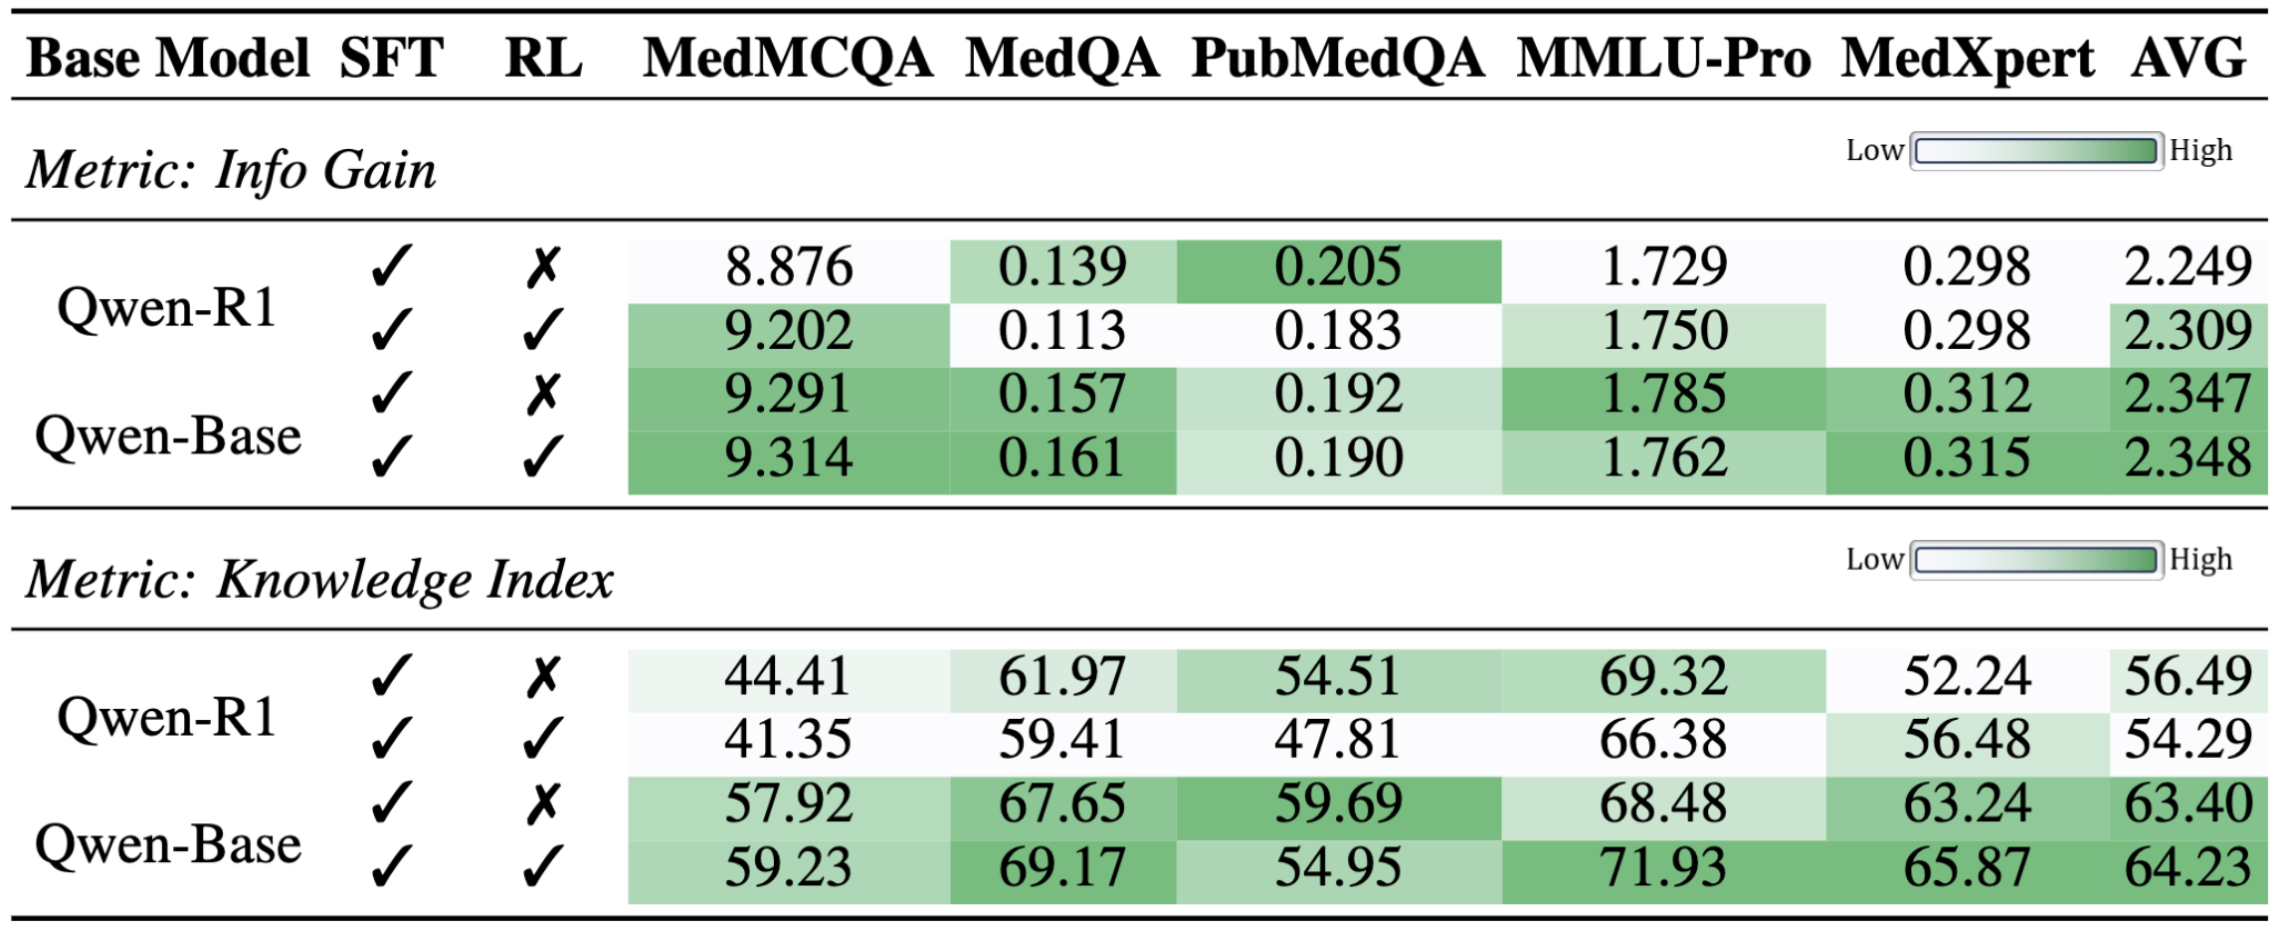 Base Model SFT RL MedMCQA MedQA PubMedQA MMLU-Pro MedXpert AVG
Metric: Info Gain Low High
Qwen-R1 ✓ ✗ 8.876 0.139 0.205 1.729 0.298 2.249
✓ ✓ 9.202 0.113 0.183 1.750 0.298 2.309
Qwen-Base ✓ ✗ 9.291 0.157 0.192 1.785 0.312 2.347
✓ ✓ 9.314 0.161 0.190 1.762 0.315 2.348
Metric: Knowledge Index Low High
Qwen-R1 ✓ ✗ 44.41 61.97 54.51 69.32 52.24 56.49
✓ ✓ 41.35 59.41 47.81 66.38 56.48 54.29
Qwen-Base ✓ ✗ 57.92 67.65 59.69 68.48 63.24 63.40
✓ ✓ 59.23 69.17 54.95 71.93 65.87 64.23